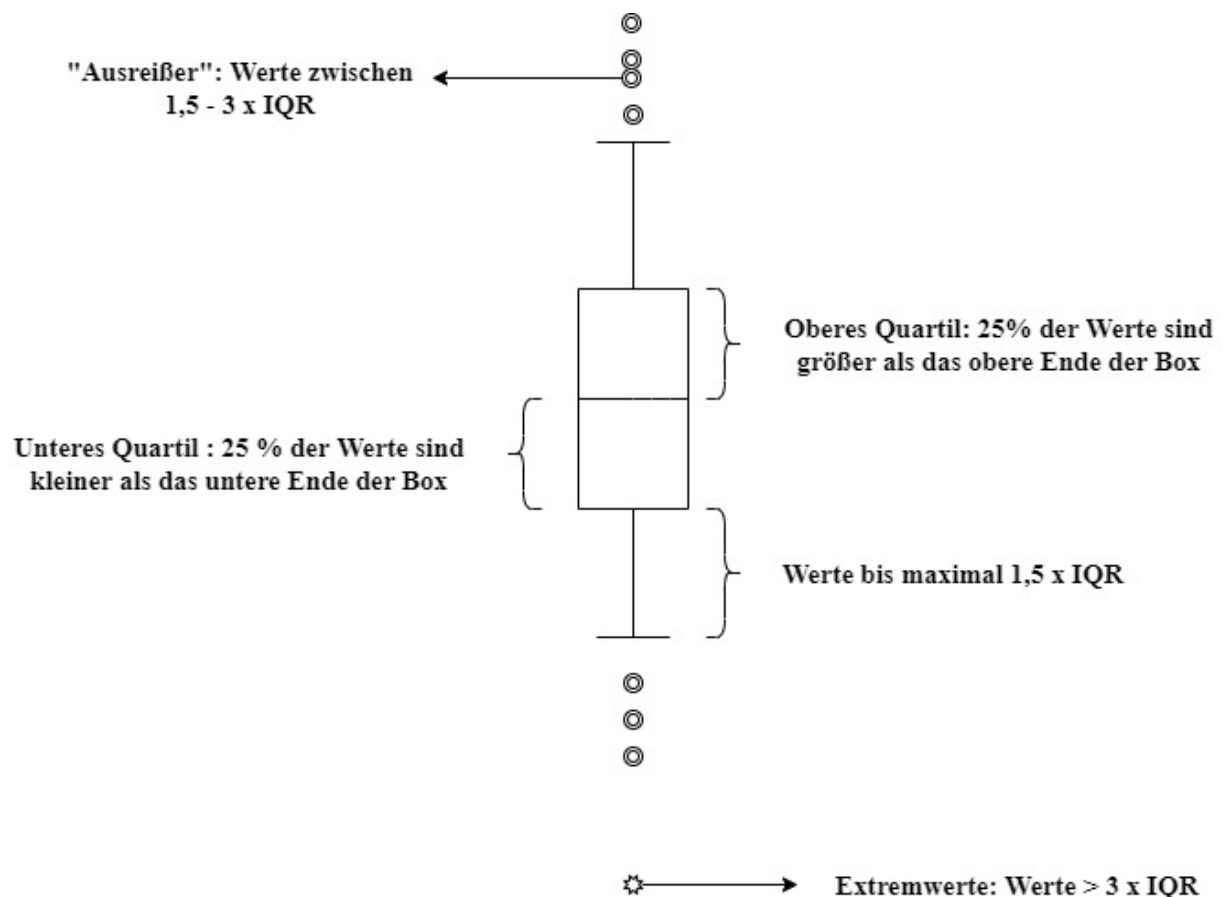 "Ausreißer": Werte zwischen
1,5 - 3 x IQR
Oberes Quartil: 25% der Werte sind
größer als das obere Ende der Box
Unteres Quartil : 25 % der Werte sind
kleiner als das untere Ende der Box
Werte bis maximal 1,5 x IQR
Extremwerte: Werte > 3 x IQR